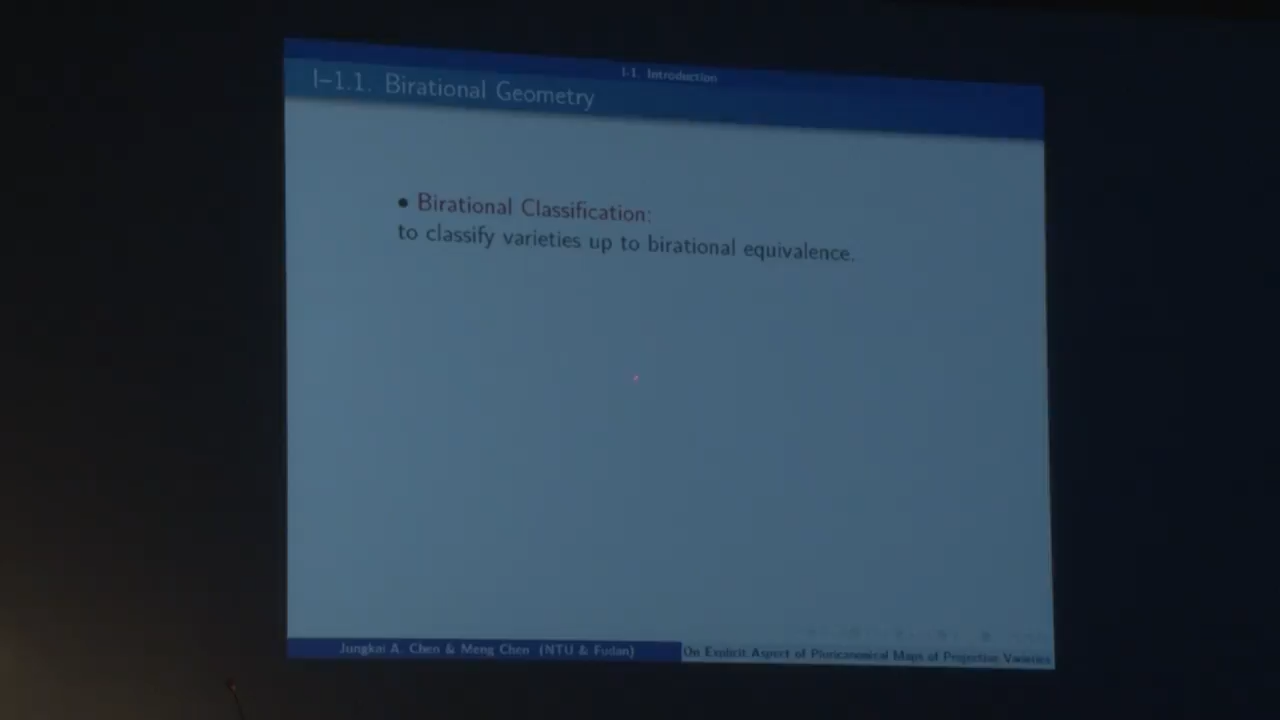 I-1. Introduction
I–1.1. Birational Geometry
• Birational Classification:
to classify varieties up to birational equivalence.
Jungkai A. Chen & Meng Chen (NTU & Fudan)
On Explicit Aspect of Pluricanonical Maps of Projective Varieties